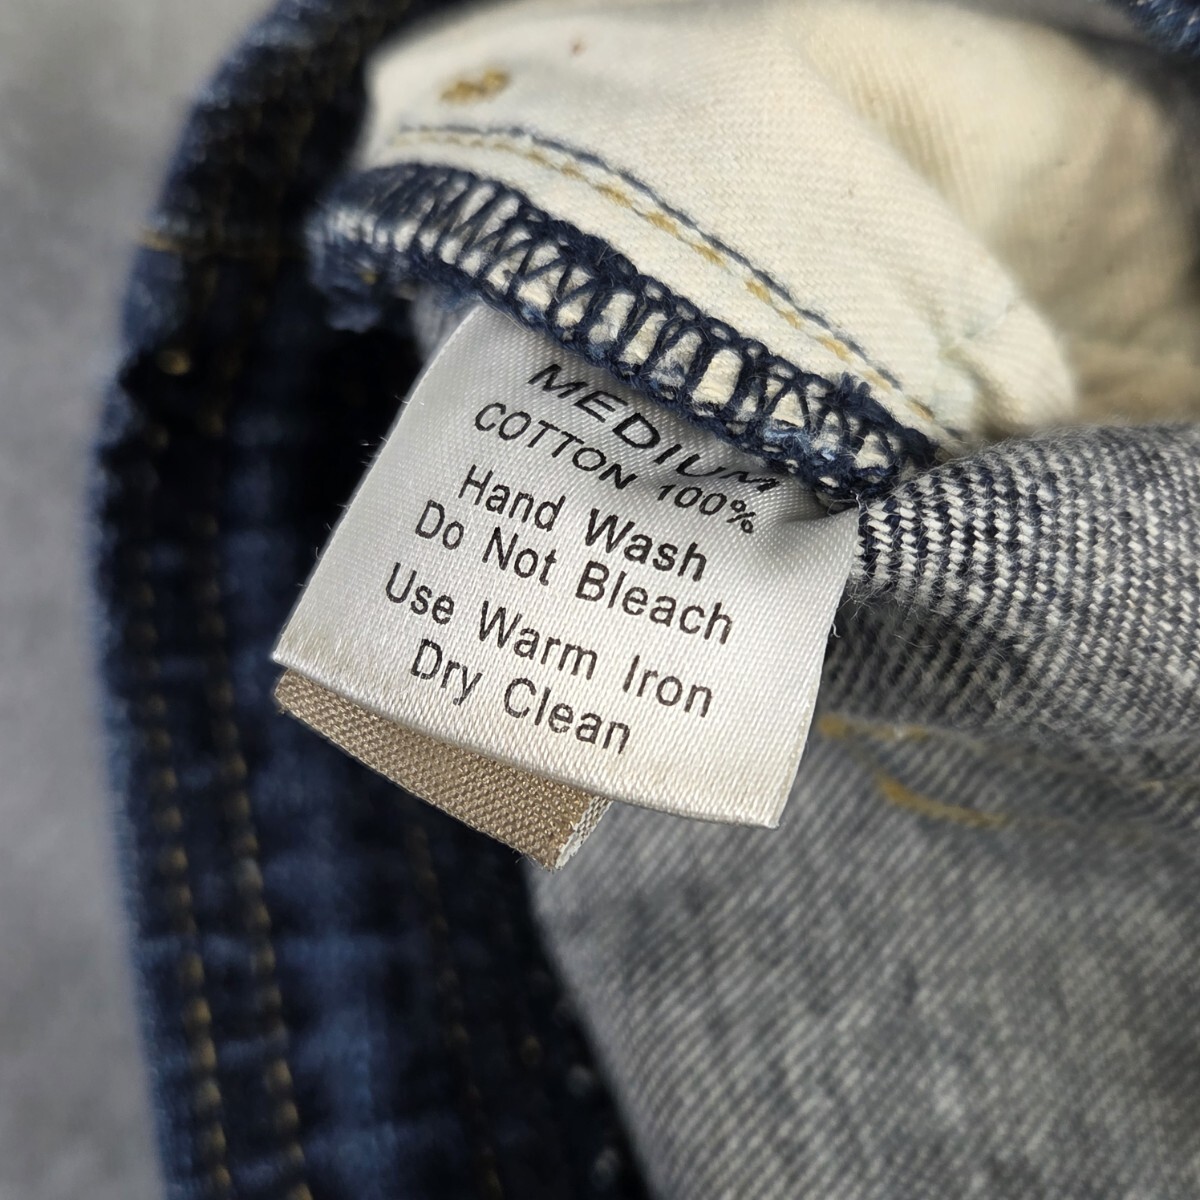 MEDIUM
COTTON 100%
Hand Wash
Do Not Bleach
Use Warm Iron
Dry Clean